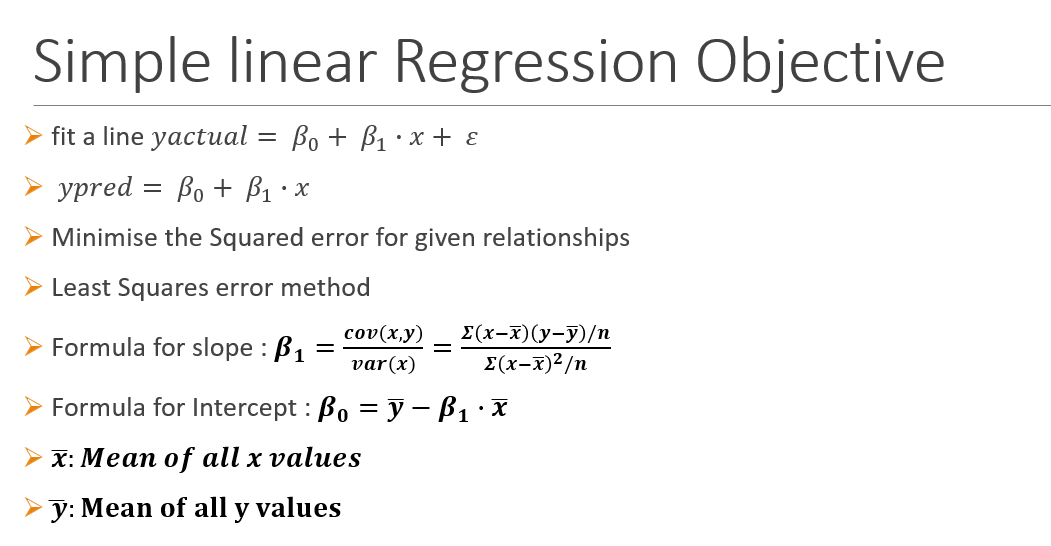 Simple linear Regression Objective
➢ fit a line yactual = β₀ + β₁ · x + ε
➢ ypred = β₀ + β₁ · x
➢ Minimise the Squared error for given relationships
➢ Least Squares error method
➢ Formula for slope : β₁ = cov(x,y)/var(x) = (Σ(x−x̅)(y−y̅)/n)/(Σ(x−x̅)²/n)
➢ Formula for Intercept : β₀ = y̅ − β₁ · x̅
➢ x̅: Mean of all x values
➢ y̅: Mean of all y values